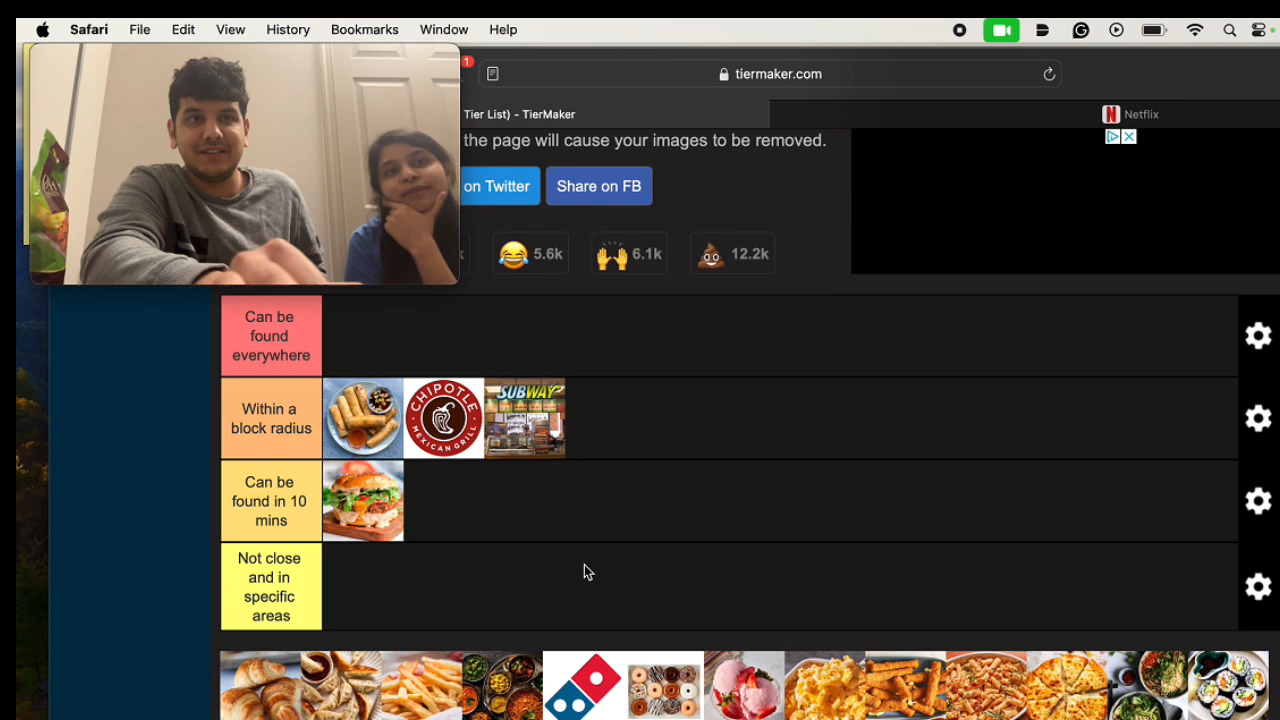 Safari File Edit View History Bookmarks Window Help
1
tiermaker.com
Tier List) - TierMaker
Netflix
the page will cause your images to be removed.
on Twitter
Share on FB
k
5.6k
6.1k
12.2k
Can be
found
everywhere
Within a
block radius
CHIPOTLE
MEXICAN GRILL
SUBWAY
Can be
found in 10
mins
Not close
and in
specific
areas